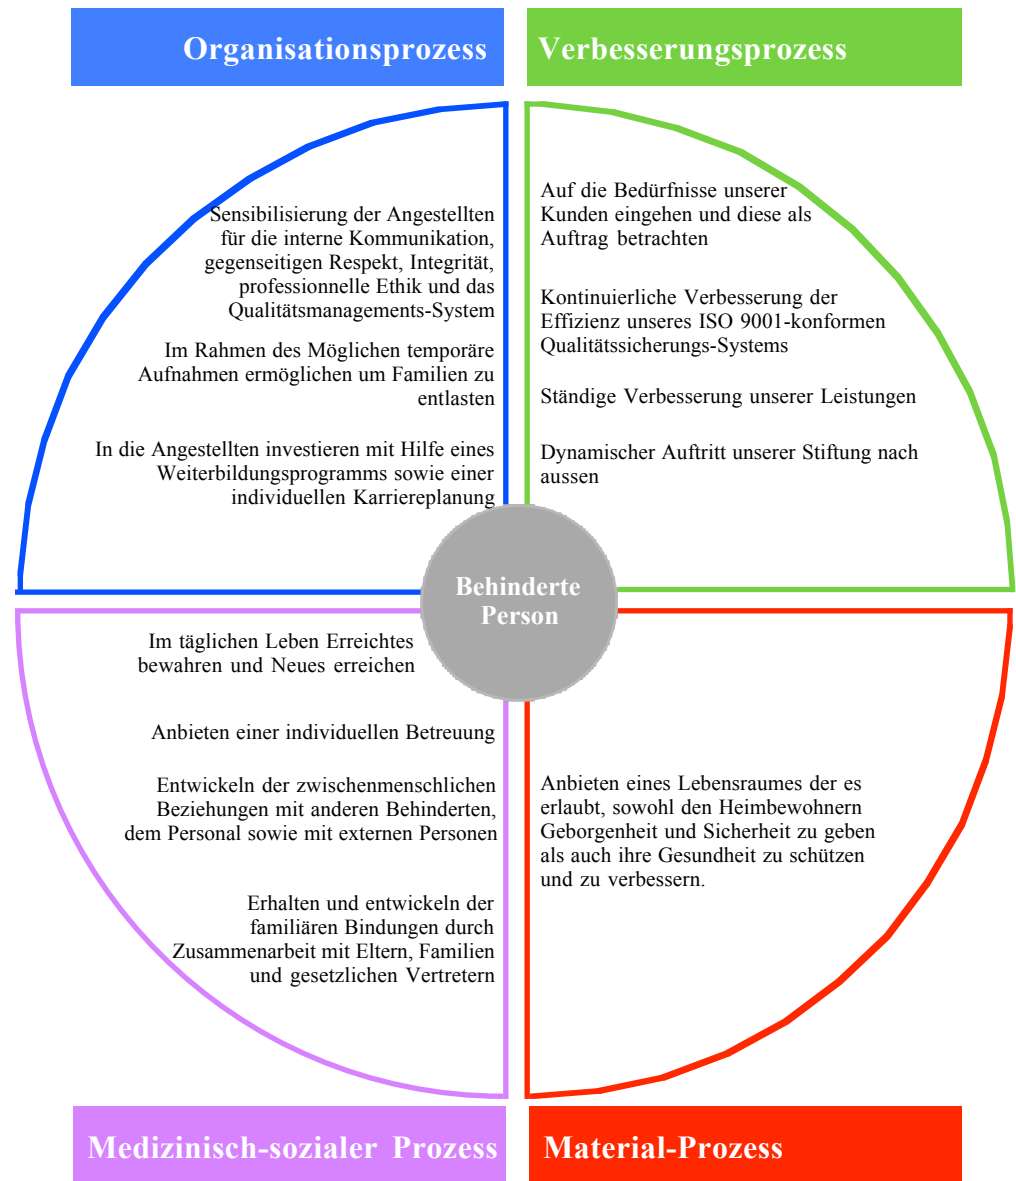 Organisationsprozess
Verbesserungsprozess
Sensibilisierung der Angestellten
für die interne Kommunikation,
gegenseitigen Respekt, Integrität,
professionnelle Ethik und das
Qualitätsmanagements-System
Im Rahmen des Möglichen temporäre
Aufnahmen ermöglichen um Familien zu
entlasten
In die Angestellten investieren mit Hilfe eines
Weiterbildungsprogramms sowie einer
individuellen Karriereplanung
Auf die Bedürfnisse unserer
Kunden eingehen und diese als
Auftrag betrachten
Kontinuierliche Verbesserung der
Effizienz unseres ISO 9001-konformen
Qualitätssicherungs-Systems
Ständige Verbesserung unserer Leistungen
Dynamischer Auftritt unserer Stiftung nach
aussen
Behinderte
Person
Im täglichen Leben Erreichtes
bewahren und Neues erreichen
Anbieten einer individuellen Betreuung
Entwickeln der zwischenmenschlichen
Beziehungen mit anderen Behinderten,
dem Personal sowie mit externen Personen
Erhalten und entwickeln der
familiären Bindungen durch
Zusammenarbeit mit Eltern, Familien
und gesetzlichen Vertretern
Anbieten eines Lebensraumes der es
erlaubt, sowohl den Heimbewohnern
Geborgenheit und Sicherheit zu geben
als auch ihre Gesundheit zu schützen
und zu verbessern.
Medizinisch-sozialer Prozess
Material-Prozess